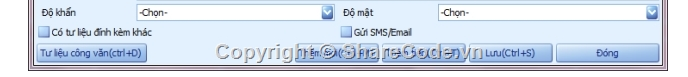 Độ khẩn -Chọn- Độ mật -Chọn-
Có tư liệu đính kèm khác Gửi SMS/Email
Tư liệu công văn(ctrl+D) Lưu(Ctrl+S) Đóng
Copyright © ShareCode.vn